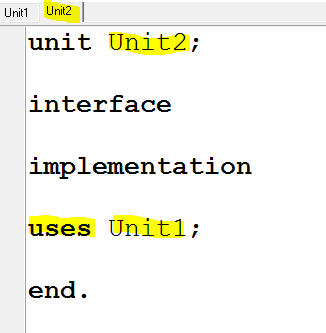 Unit1 Unit2
unit Unit2;
interface
implementation
uses Unit1;
end.